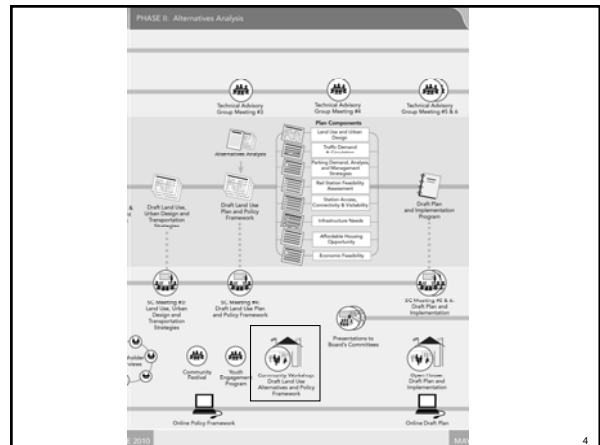 PHASE II: Alternatives Analysis
Technical Advisory
Group Meeting #3
Technical Advisory
Group Meeting #4
Technical Advisory
Group Meeting #5 & 6
Plan Components
Land Use and Urban
Design
Traffic Demand
& Circulation
Parking Demand, Analysis,
and Management
Strategies
Rail Station Feasibility
Assessment
Station Access,
Connectivity & Walkability
Infrastructure Needs
Affordable Housing
Opportunity
Economic Feasibility
Alternatives Analysis
Draft Land Use,
Urban Design and
Transportation
Strategies
Draft Land Use
Plan and Policy
Framework
Draft Plan
and Implementation
Program
SC Meeting #3:
Land Use, Urban
Design and
Transportation
Strategies
SC Meeting #4:
Draft Land Use Plan
and Policy Framework
SC Meeting #5 & 6:
Draft Plan and
Implementation
Presentations to
Board's Committees
Community
Festival
Youth
Engagement
Program
Community Workshop:
Draft Land Use
Alternatives and Policy
Framework
Open House:
Draft Plan and
Implementation
Online Policy Framework
Online Draft Plan
2010
4